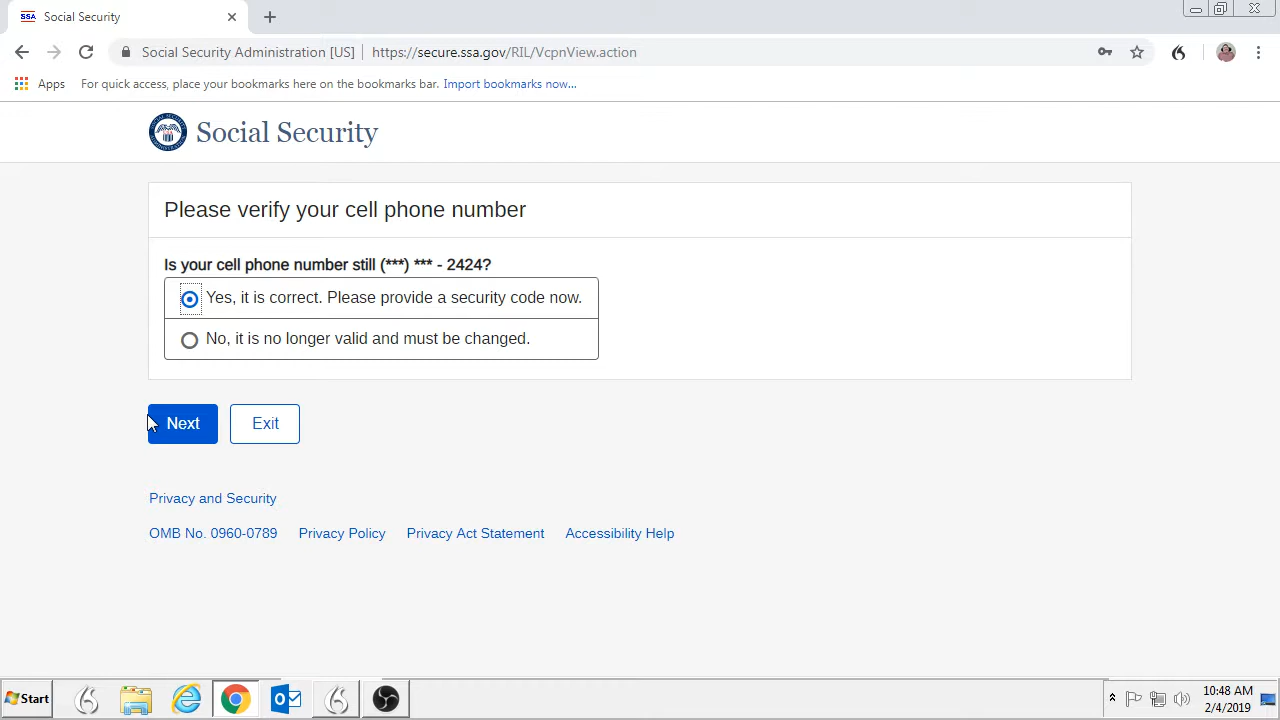 SSA Social Security
Social Security Administration [US] https://secure.ssa.gov/RIL/VcpnView.action
Apps For quick access, place your bookmarks here on the bookmarks bar. Import bookmarks now...
Social Security
Please verify your cell phone number
Is your cell phone number still (***) *** - 2424?
Yes, it is correct. Please provide a security code now.
No, it is no longer valid and must be changed.
Next Exit
Privacy and Security
OMB No. 0960-0789 Privacy Policy Privacy Act Statement Accessibility Help
Start
10:48 AM
2/4/2019